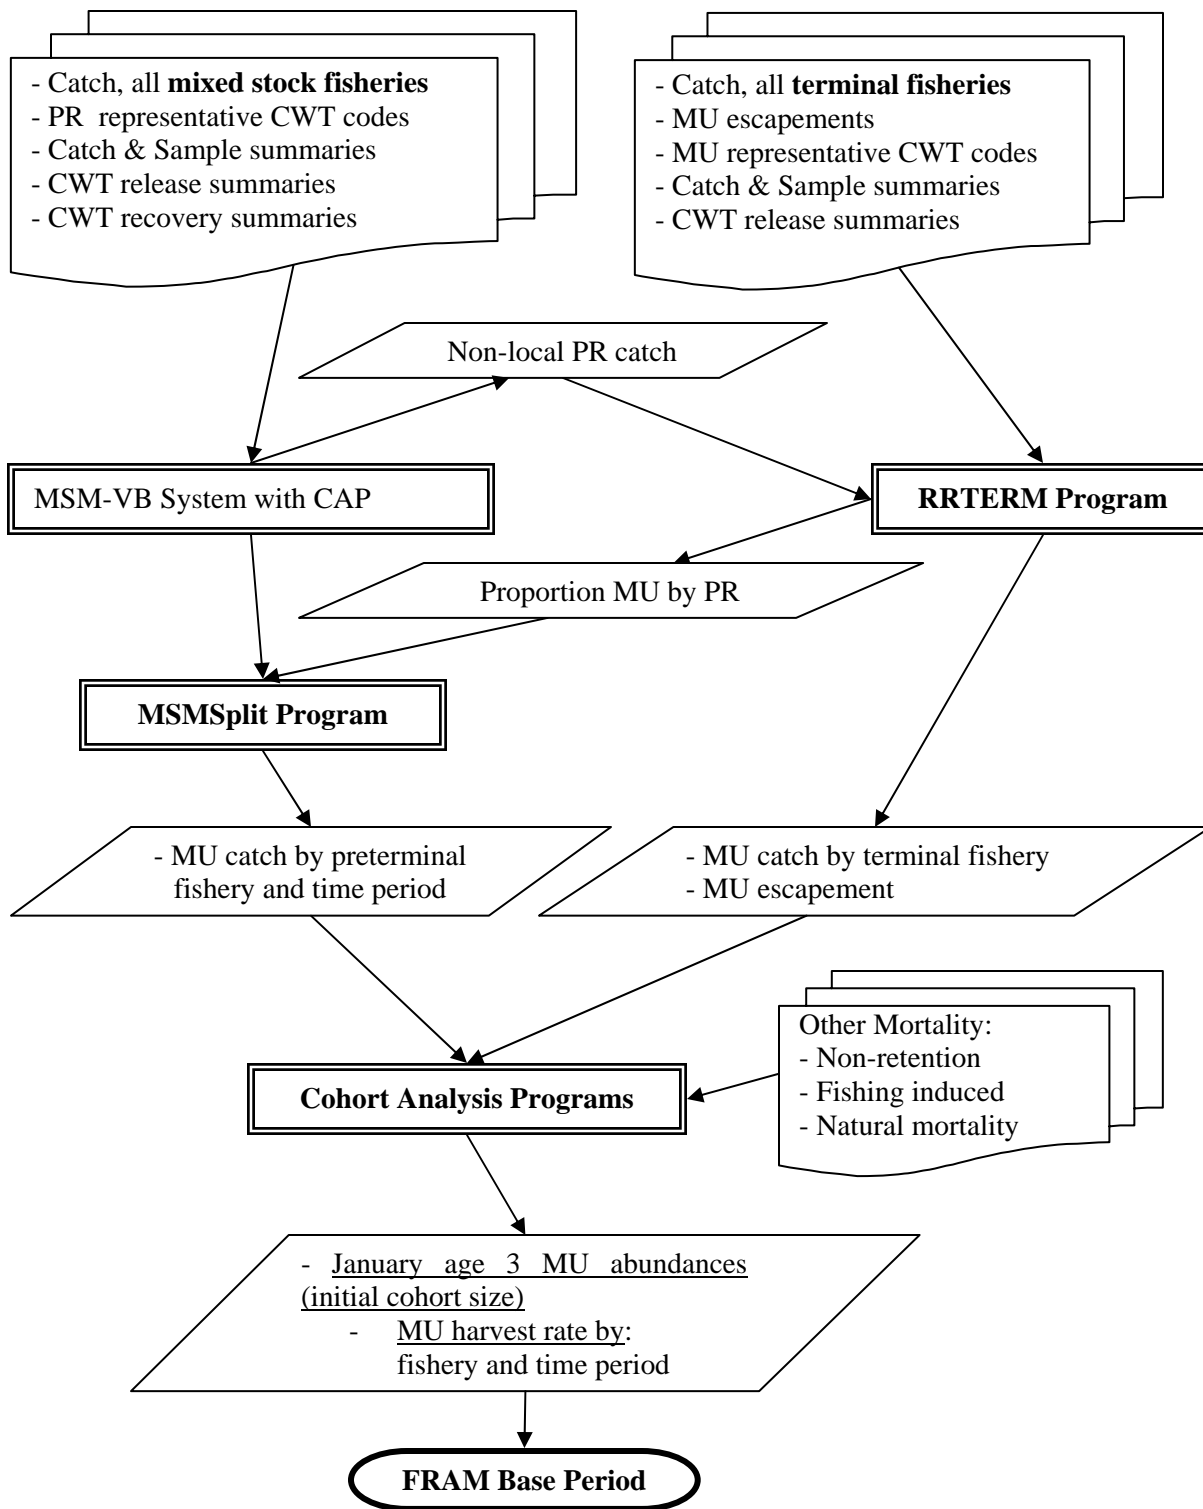 - Catch, all mixed stock fisheries
- PR representative CWT codes
- Catch & Sample summaries
- CWT release summaries
- CWT recovery summaries
- Catch, all terminal fisheries
- MU escapements
- MU representative CWT codes
- Catch & Sample summaries
- CWT release summaries
Non-local PR catch
MSM-VB System with CAP
RRTERM Program
Proportion MU by PR
MSMSplit Program
- MU catch by preterminal
fishery and time period
- MU catch by terminal fishery
- MU escapement
Other Mortality:
- Non-retention
- Fishing induced
- Natural mortality
Cohort Analysis Programs
- January age 3 MU abundances
(initial cohort size)
- MU harvest rate by:
fishery and time period
FRAM Base Period